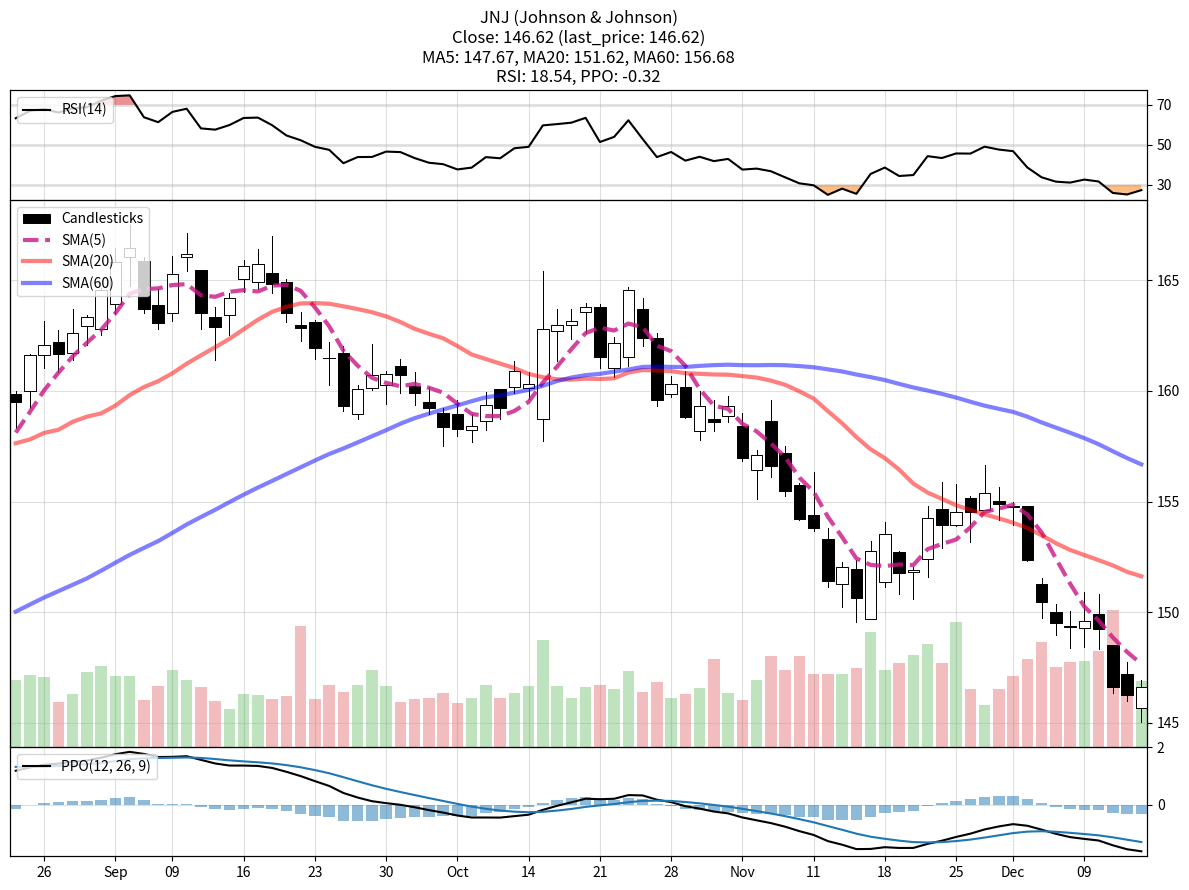 JNJ (Johnson & Johnson)
Close: 146.62 (last_price: 146.62)
MA5: 147.67, MA20: 151.62, MA60: 156.68
RSI: 18.54, PPO: -0.32
RSI(14)
70
50
30
Candlesticks
SMA(5)
SMA(20)
SMA(60)
165
160
155
150
145
PPO(12, 26, 9)
2
0
26 Sep 09 16 23 30 Oct 14 21 28 Nov 11 18 25 Dec 09